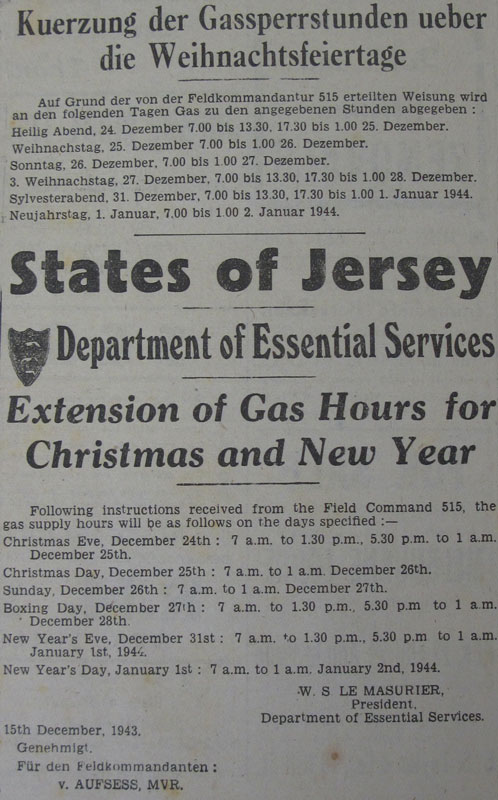 Kuerzung der Gassperrstunden ueber
die Weihnachtsfeiertage
Auf Grund der von der Feldkommandantur 515 erteilten Weisung wird
an den folgenden Tagen Gas zu den angegebenen Stunden abgegeben :
Heilig Abend, 24. Dezember 7.00 bis 13.30, 17.30 bis 1.00 25. Dezember.
Weihnachstag, 25. Dezember 7.00 bis 1.00 26. Dezember.
Sonntag, 26. Dezember, 7.00 bis 1.00 27. Dezember.
3. Weihnachstag, 27. Dezember, 7.00 bis 13.30, 17.30 bis 1.00 28. Dezember.
Sylvesterabend, 31. Dezember, 7.00 bis 13.30, 17.30 bis 1.00 1. Januar 1944.
Neujahrstag, 1. Januar, 7.00 bis 1.00 2. Januar 1944.
States of Jersey
Department of Essential Services
Extension of Gas Hours for
Christmas and New Year
Following instructions received from the Field Command 515, the
gas supply hours will be as follows on the days specified :—
Christmas Eve, December 24th : 7 a.m. to 1.30 p.m., 5.30 p.m. to 1 a.m.
December 25th.
Christmas Day, December 25th : 7 a.m. to 1 a.m. December 26th.
Sunday, December 26th : 7 a.m. to 1 a.m. December 27th.
Boxing Day, December 27th : 7 a.m. to 1.30 p.m., 5.30 p.m to 1 a.m.
December 28th.
New Year's Eve, December 31st : 7 a.m. to 1.30 p.m., 5.30 p.m to 1 a.m.
January 1st, 1944.
New Year's Day, January 1st : 7 a.m. to 1 a.m. January 2nd, 1944.
W. S LE MASURIER,
President,
Department of Essential Services.
15th December, 1943.
Genehmigt.
Für den Feldkommandanten :
v. AUFSESS, MVR.